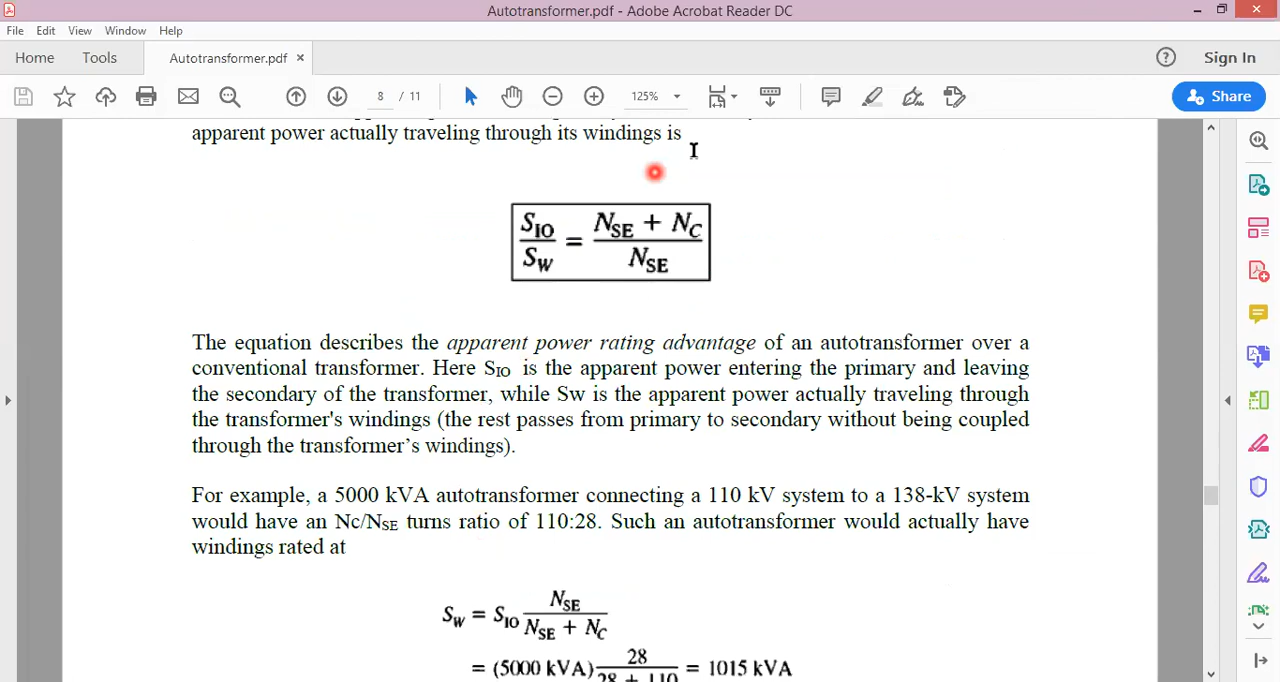 Autotransformer.pdf - Adobe Acrobat Reader DC
File Edit View Window Help
Home Tools Autotransformer.pdf ×
? Sign In
8 / 11 125% Share
apparent power actually traveling through its windings is
S_IO / S_W = (N_SE + N_C) / N_SE
The equation describes the apparent power rating advantage of an autotransformer over a
conventional transformer. Here S_IO is the apparent power entering the primary and leaving
the secondary of the transformer, while Sw is the apparent power actually traveling through
the transformer's windings (the rest passes from primary to secondary without being coupled
through the transformer's windings).
For example, a 5000 kVA autotransformer connecting a 110 kV system to a 138-kV system
would have an Nc/N_SE turns ratio of 110:28. Such an autotransformer would actually have
windings rated at
S_W = S_IO N_SE / (N_SE + N_C)
= (5000 kVA) 28 / (28 + 110) = 1015 kVA